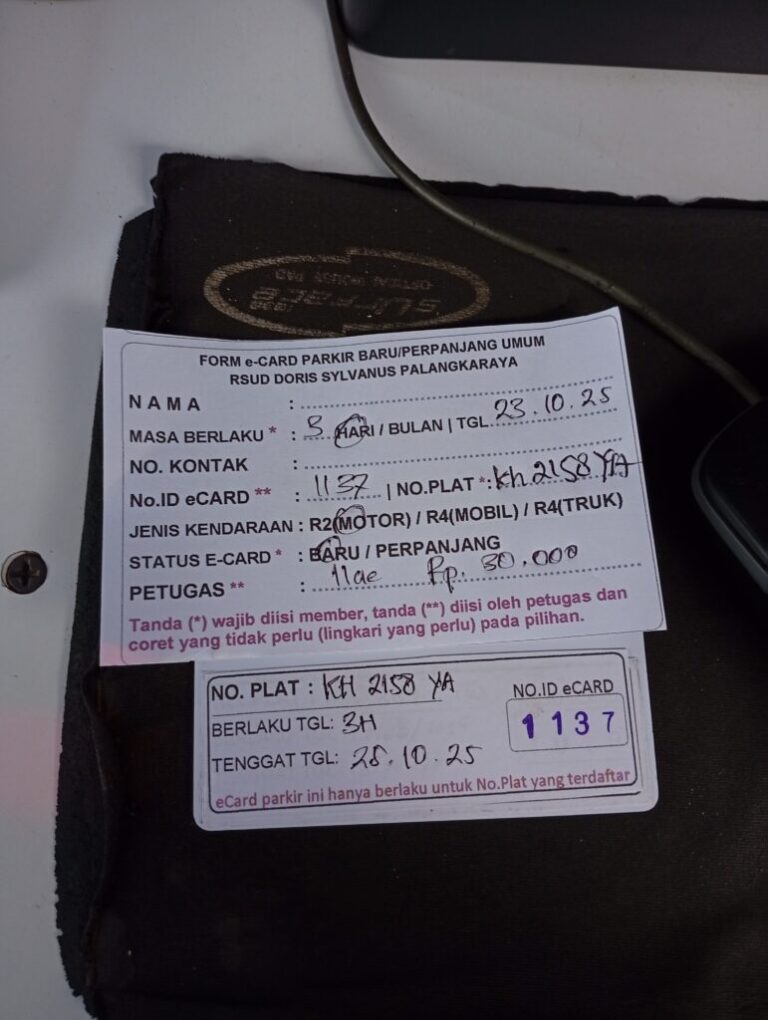 SURFACE
OPTICAL MOUSE PAD
FORM e-CARD PARKIR BARU/PERPANJANG UMUM
RSUD DORIS SYLVANUS PALANGKARAYA
NAMA :
MASA BERLAKU * : 3 HARI / BULAN | TGL. 23.10.25
NO. KONTAK :
No.ID eCARD ** : 1137 | NO.PLAT *: Kh 2158 YA
JENIS KENDARAAN : R2(MOTOR) / R4(MOBIL) / R4(TRUK)
STATUS E-CARD * : BARU / PERPANJANG
PETUGAS ** : Rp. 30.000
Tanda (*) wajib diisi member, tanda (**) diisi oleh petugas dan
coret yang tidak perlu (lingkari yang perlu) pada pilihan.
NO. PLAT : KH 2158 YA
NO.ID eCARD
1137
BERLAKU TGL: 3H
TENGGAT TGL: 25.10.25
eCard parkir ini hanya berlaku untuk No.Plat yang terdaftar